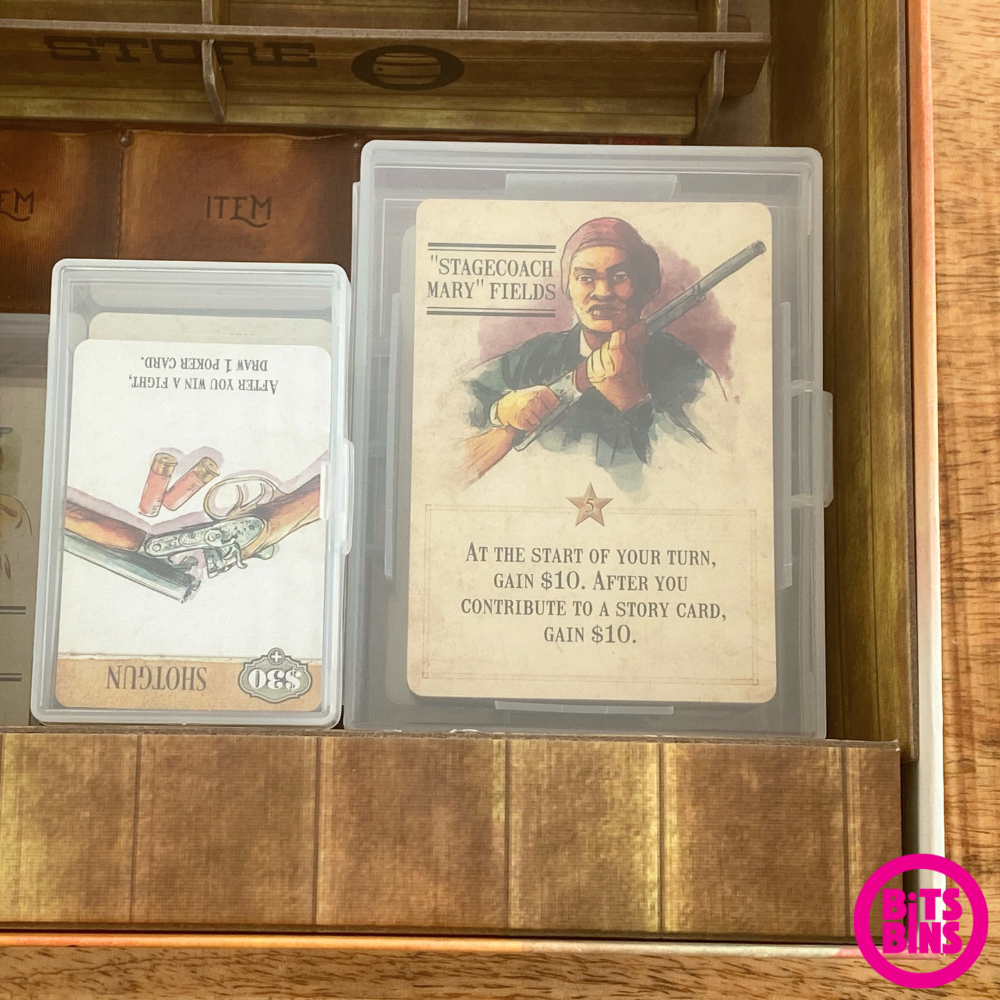 STORE
EM
ITEM
"STAGECOACH
MARY" FIELDS
5
AT THE START OF YOUR TURN,
GAIN $10. AFTER YOU
CONTRIBUTE TO A STORY CARD,
GAIN $10.
SHOTGUN
$30
AFTER YOU WIN A FIGHT,
DRAW 1 POKER CARD.
BiTS
BINS